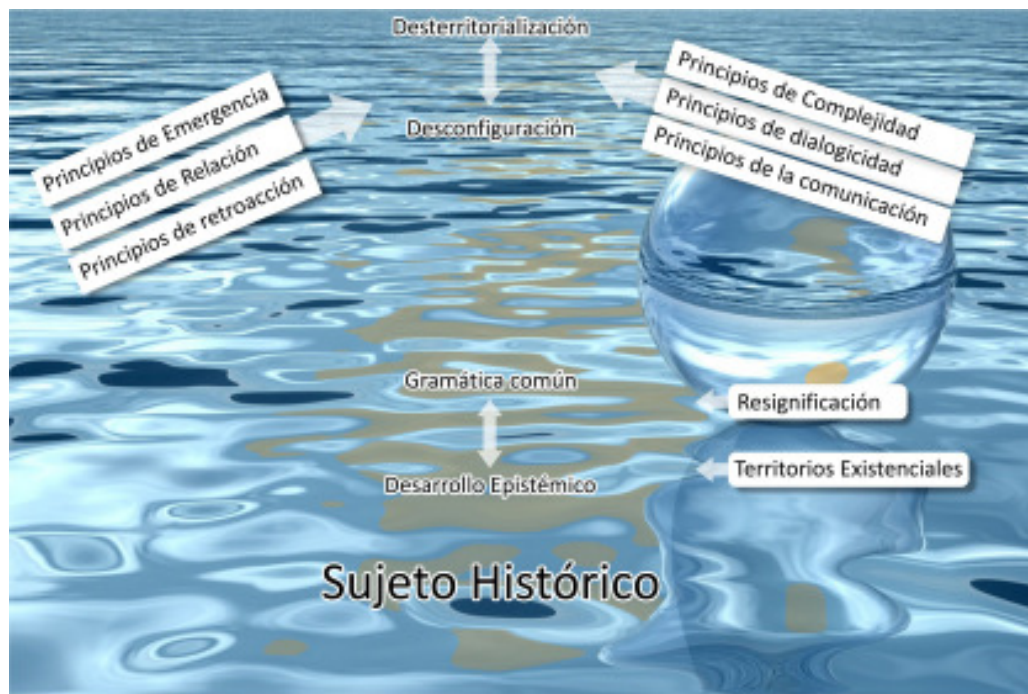 Desterritorialización
Desconfiguración
Principios de Emergencia
Principios de Relación
Principios de retroacción
Principios de Complejidad
Principios de dialogicidad
Principios de la comunicación
Gramática común
Resignificación
Desarrollo Epistémico
Territorios Existenciales
Sujeto Histórico